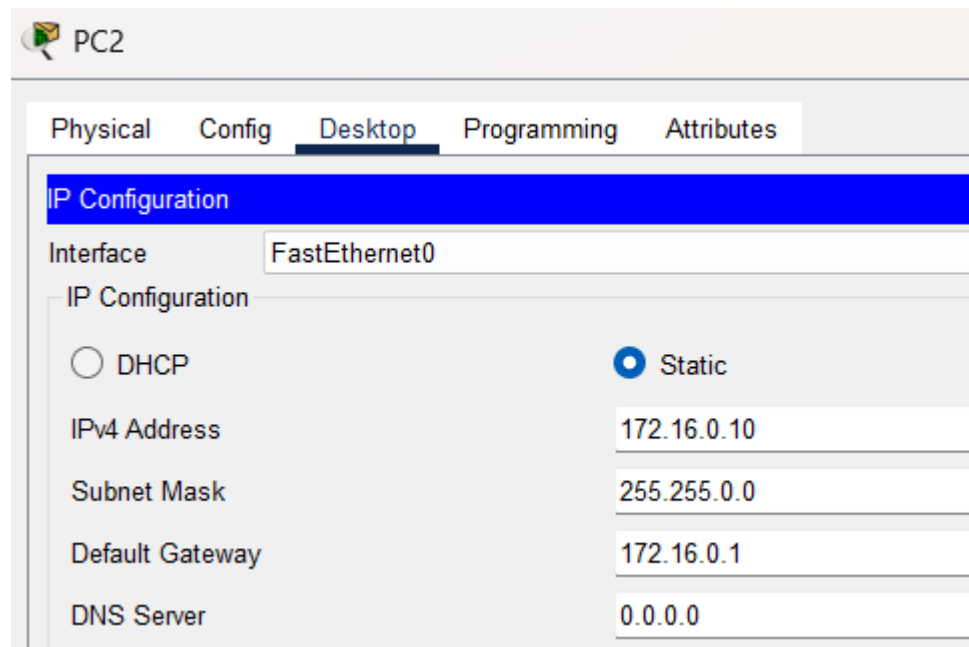 PC2
Physical Config Desktop Programming Attributes
IP Configuration
Interface FastEthernet0
IP Configuration
DHCP Static
IPv4 Address 172.16.0.10
Subnet Mask 255.255.0.0
Default Gateway 172.16.0.1
DNS Server 0.0.0.0